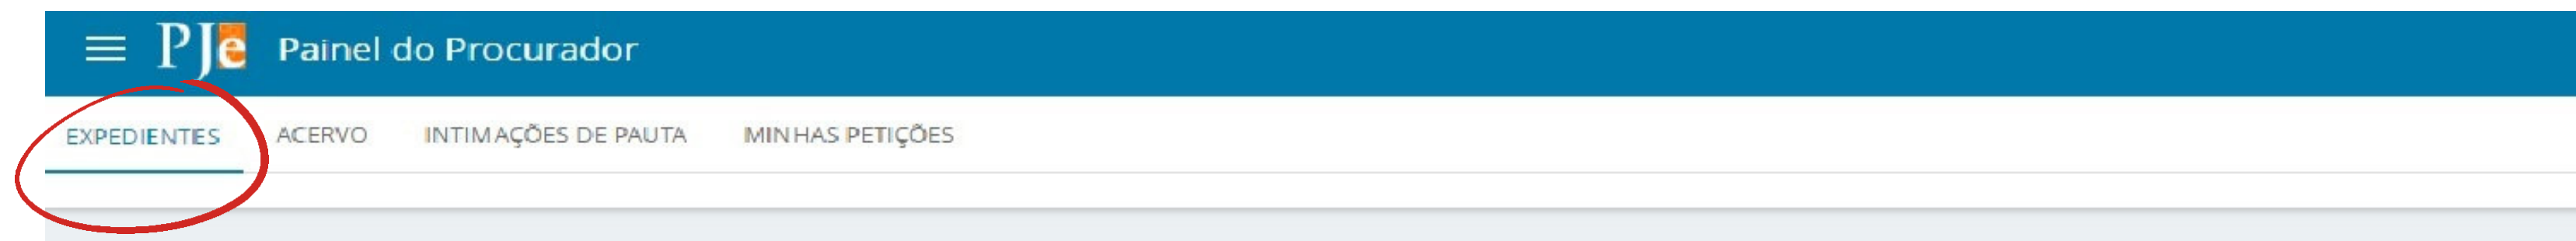 PJe Painel do Procurador
EXPEDIENTES ACERVO INTIMAÇÕES DE PAUTA MINHAS PETIÇÕES